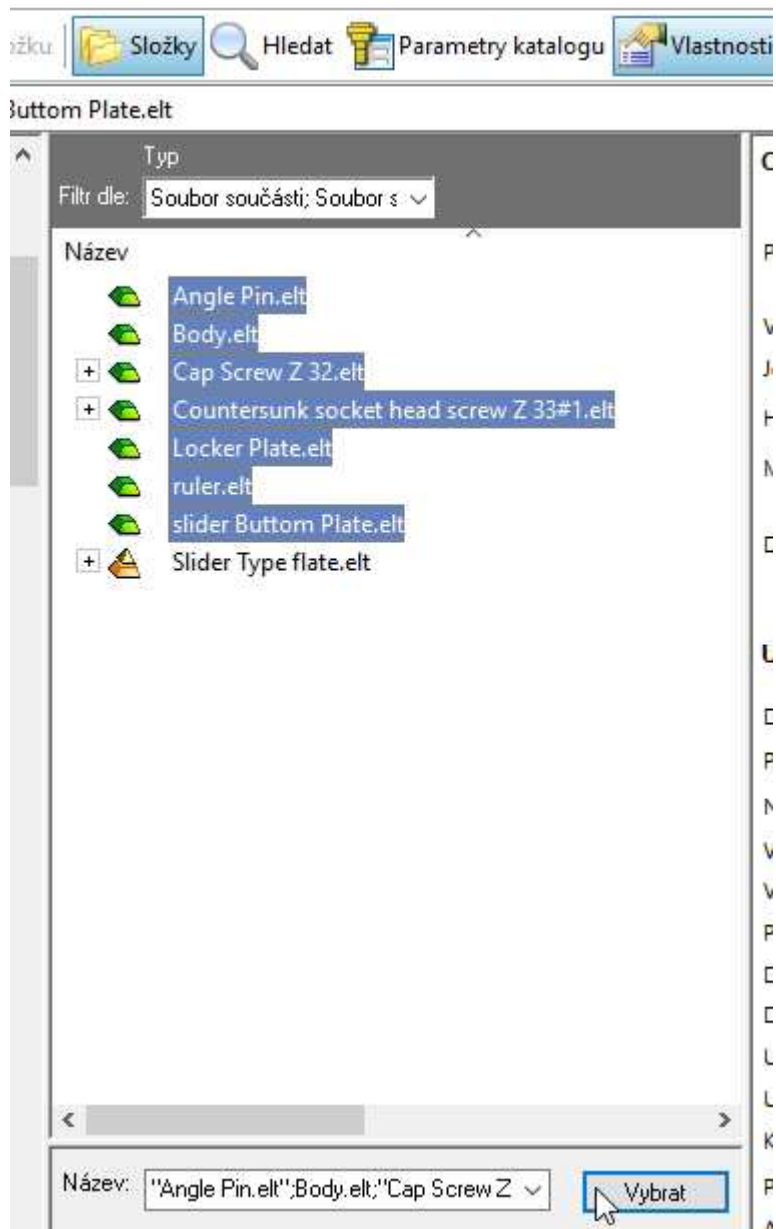 Složky Hledat Parametry katalogu Vlastnosti
Buttom Plate.elt
Typ
Filtr dle: Soubor součásti; Soubor s
Název
Angle Pin.elt
Body.elt
Cap Screw Z 32.elt
Countersunk socket head screw Z 33#1.elt
Locker Plate.elt
ruler.elt
slider Buttom Plate.elt
Slider Type flate.elt
Název: "Angle Pin.elt";Body.elt;"Cap Screw Z
Vybrat